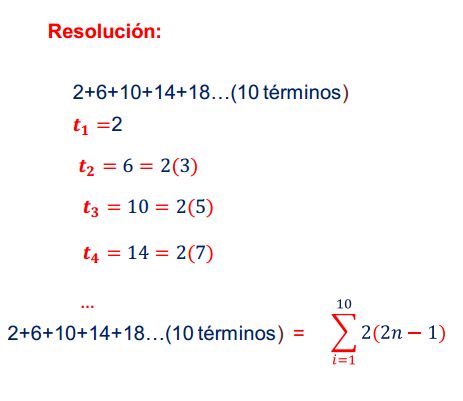 Resolución:
2+6+10+14+18…(10 términos)
t₁ =2
t₂ = 6 = 2(3)
t₃ = 10 = 2(5)
t₄ = 14 = 2(7)
...
2+6+10+14+18…(10 términos) = ∑_{i=1}^{10} 2(2n − 1)